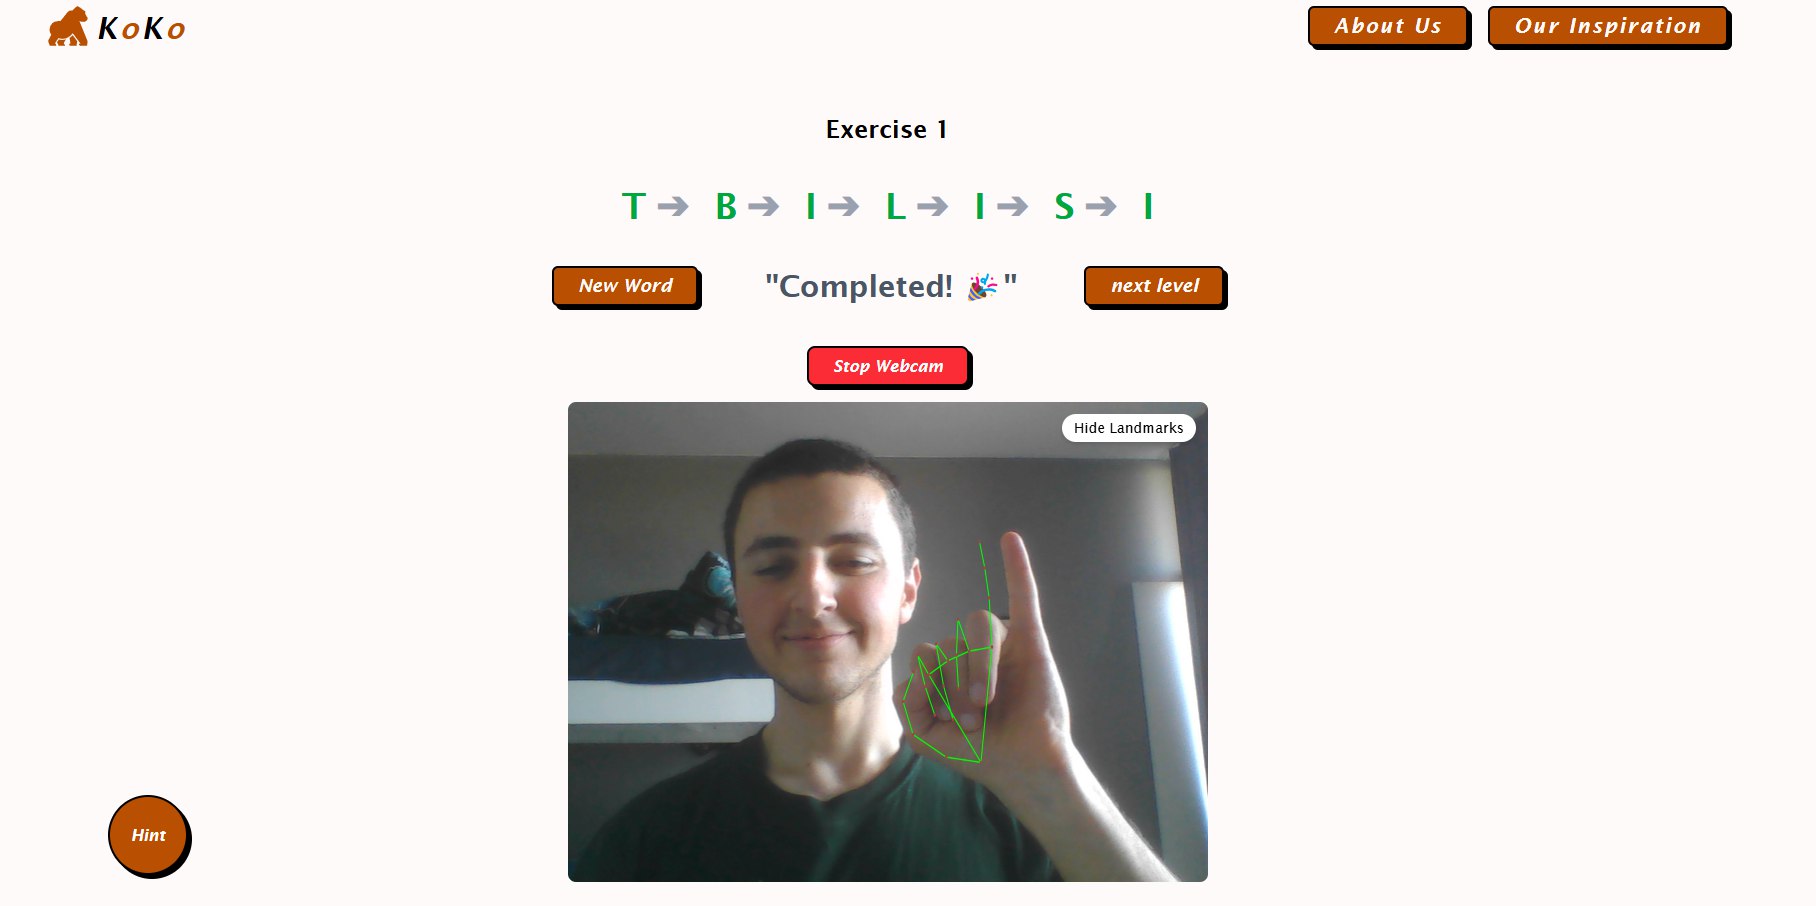 KoKo
About Us
Our Inspiration
Exercise 1
T ➔ B ➔ I ➔ L ➔ I ➔ S ➔ I
New Word
"Completed! 🎉"
next level
Stop Webcam
Hide Landmarks
Hint